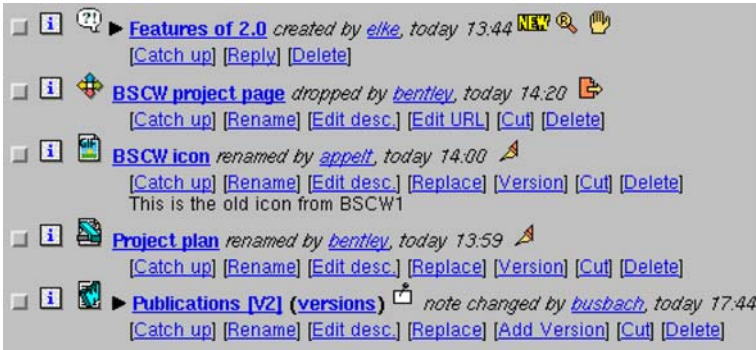 i ?! ▶ Features of 2.0 created by elke, today 13:44 NEW R
[Catch up] [Reply] [Delete]
i BSCW project page dropped by bentley, today 14:20
[Catch up] [Rename] [Edit desc.] [Edit URL] [Cut] [Delete]
i GIF BSCW icon renamed by appelt, today 14:00
[Catch up] [Rename] [Edit desc.] [Replace] [Version] [Cut] [Delete]
This is the old icon from BSCW1
i Project plan renamed by bentley, today 13:59
[Catch up] [Rename] [Edit desc.] [Replace] [Version] [Cut] [Delete]
i ▶ Publications [V2] (versions) note changed by busbach, today 17:44
[Catch up] [Rename] [Edit desc.] [Replace] [Add Version] [Cut] [Delete]